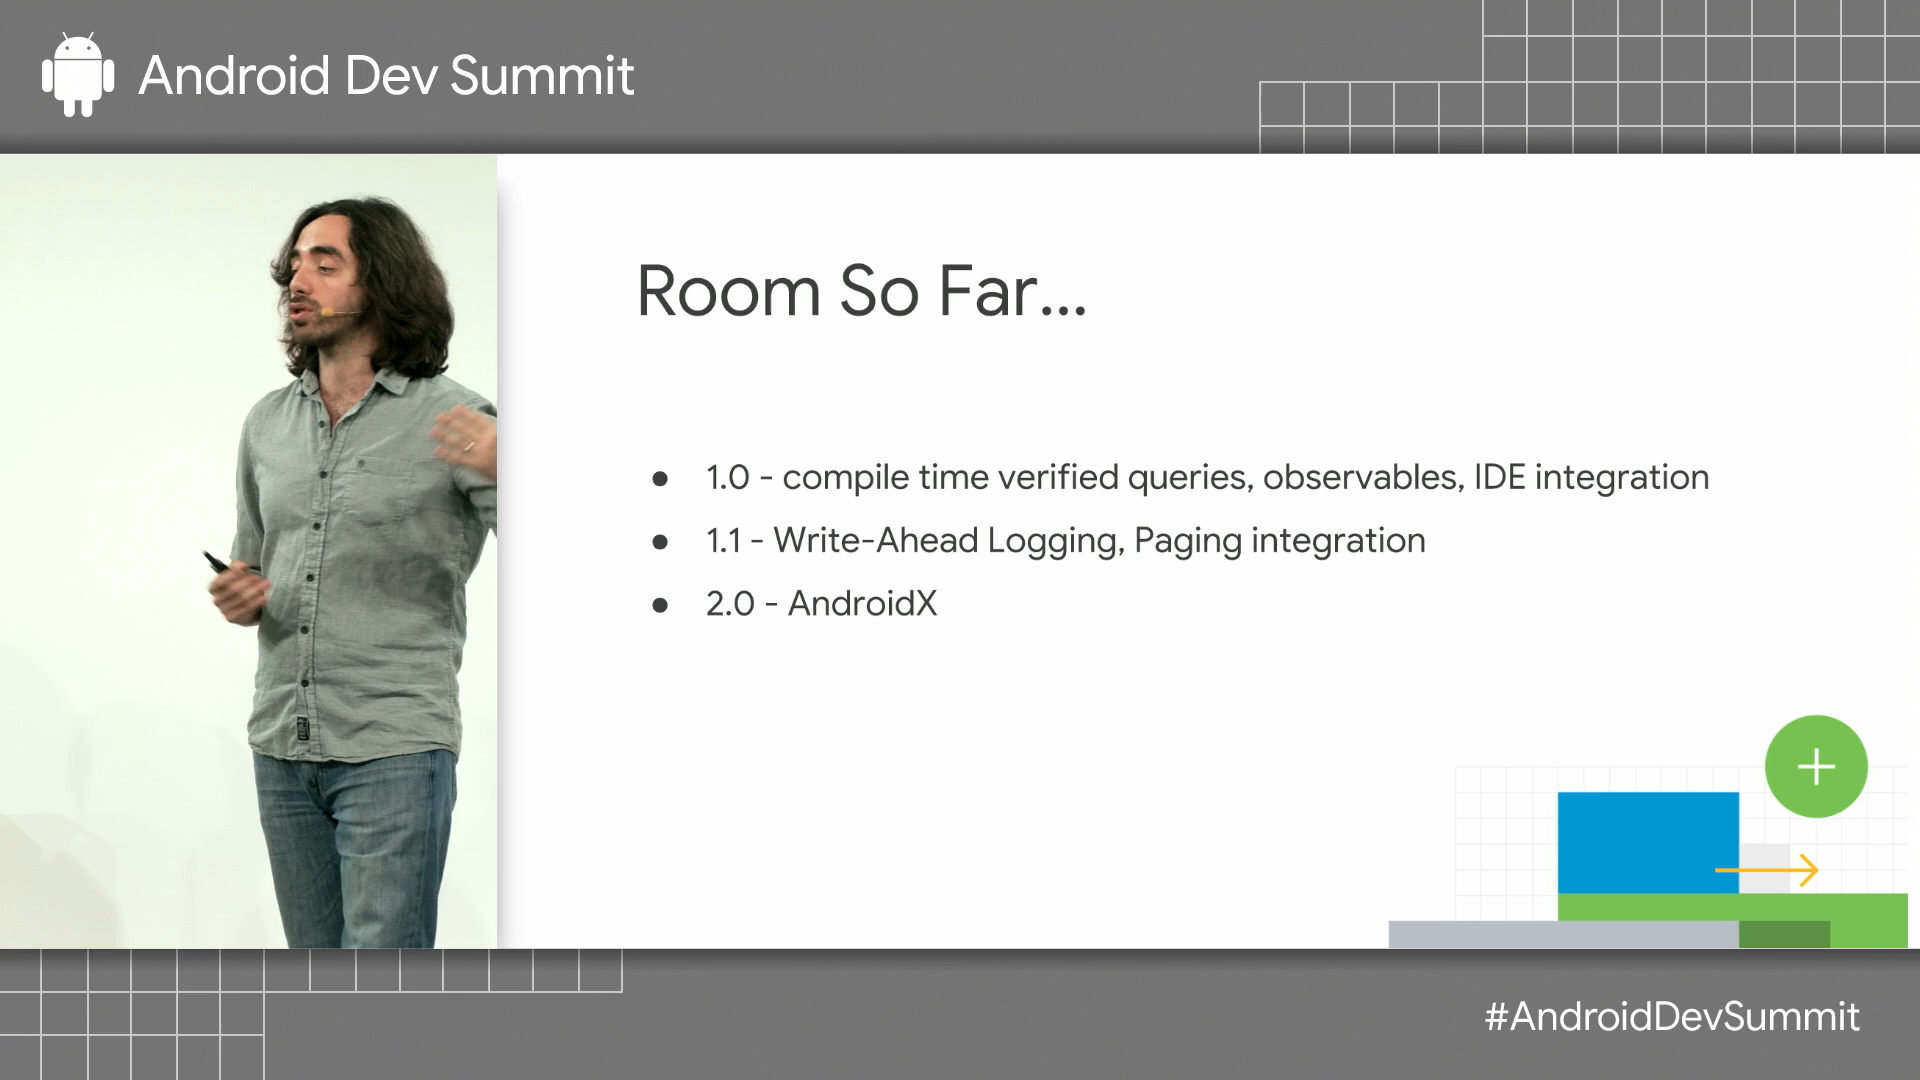 Android Dev Summit
Room So Far...
● 1.0 - compile time verified queries, observables, IDE integration
● 1.1 - Write-Ahead Logging, Paging integration
● 2.0 - AndroidX
#AndroidDevSummit